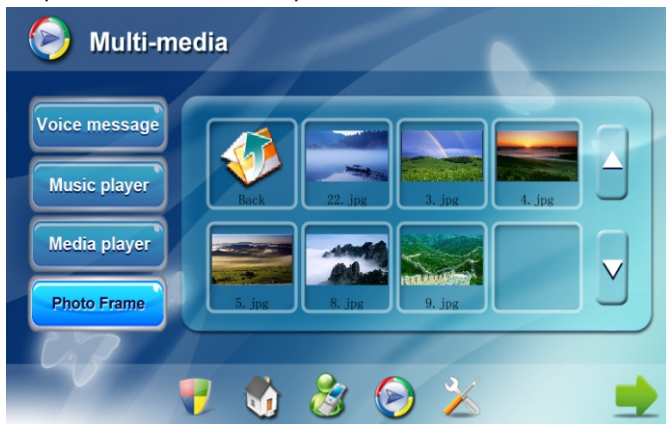 Multi-media
Voice message
Music player
Media player
Photo Frame
Back
22. jpg
3. jpg
4. jpg
5. jpg
8. jpg
9. jpg